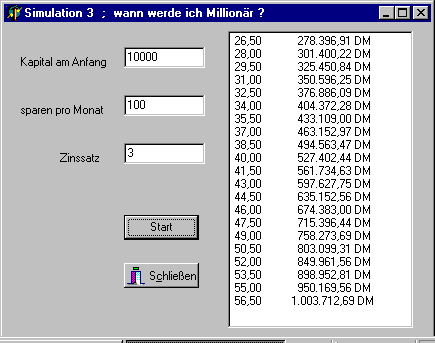 Simulation 3 ; wann werde ich Millionär ?
Kapital am Anfang 10000
sparen pro Monat 100
Zinssatz 3
Start
Schließen
26,50 278.396,91 DM
28,00 301.400,22 DM
29,50 325.450,84 DM
31,00 350.596,25 DM
32,50 376.886,09 DM
34,00 404.372,28 DM
35,50 433.109,00 DM
37,00 463.152,97 DM
38,50 494.563,47 DM
40,00 527.402,44 DM
41,50 561.734,63 DM
43,00 597.627,75 DM
44,50 635.152,56 DM
46,00 674.383,00 DM
47,50 715.396,44 DM
49,00 758.273,69 DM
50,50 803.099,31 DM
52,00 849.961,56 DM
53,50 898.952,81 DM
55,00 950.169,56 DM
56,50 1.003.712,69 DM